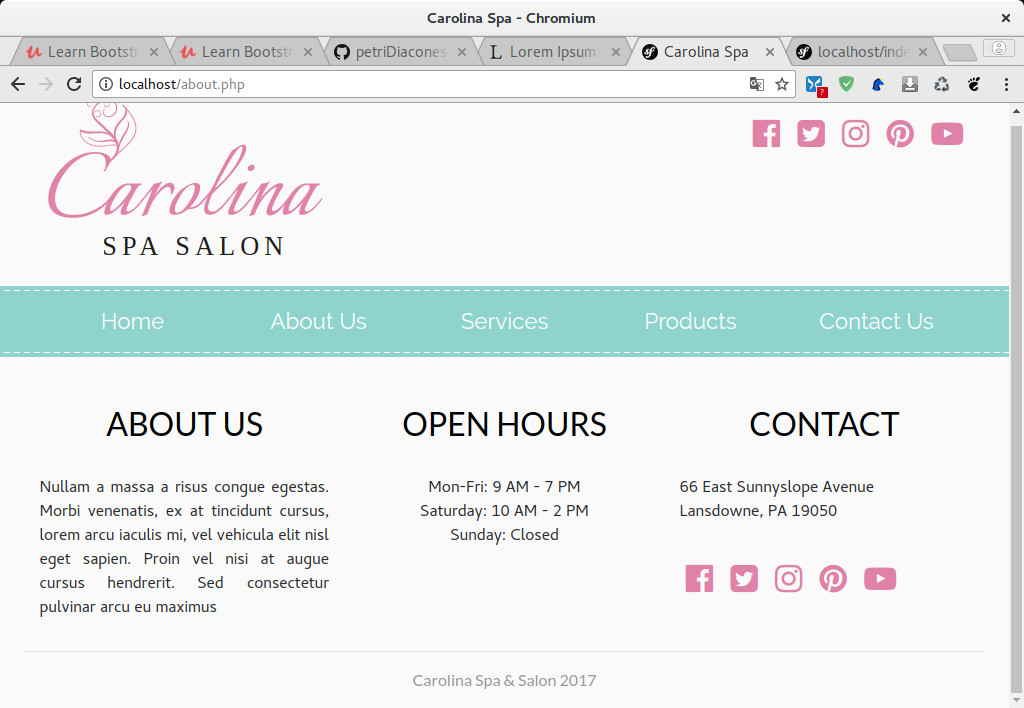 Carolina Spa - Chromium
Learn Bootstr
Learn Bootstr
petriDiacones
Lorem Ipsum
Carolina Spa
localhost/inde
localhost/about.php
Carolina
SPA SALON
Home About Us Services Products Contact Us
ABOUT US
Nullam a massa a risus congue egestas.
Morbi venenatis, ex at tincidunt cursus,
lorem arcu iaculis mi, vel vehicula elit nisl
eget sapien. Proin vel nisi at augue
cursus hendrerit. Sed consectetur
pulvinar arcu eu maximus
OPEN HOURS
Mon-Fri: 9 AM - 7 PM
Saturday: 10 AM - 2 PM
Sunday: Closed
CONTACT
66 East Sunnyslope Avenue
Lansdowne, PA 19050
Carolina Spa & Salon 2017